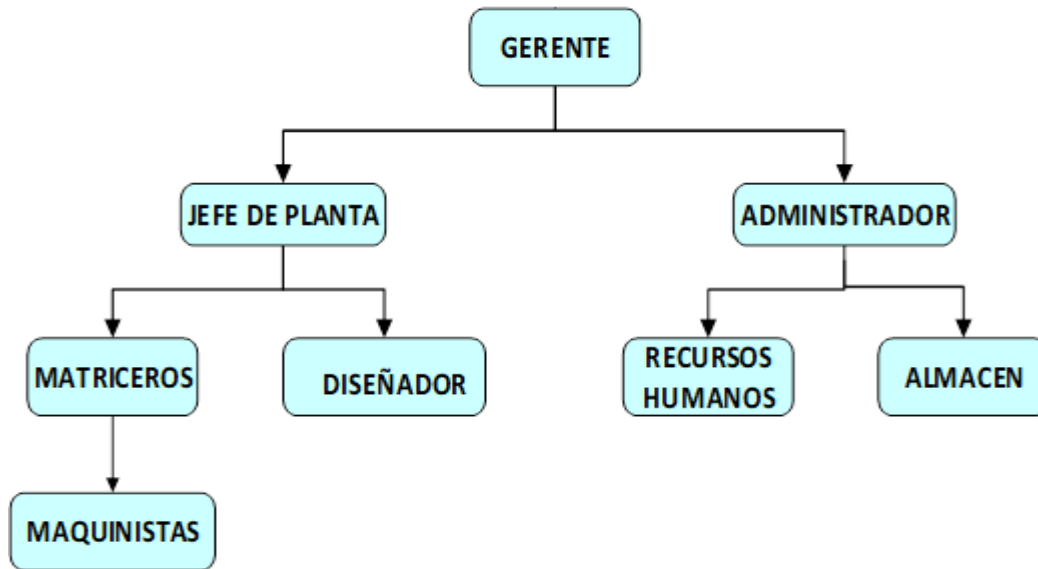 GERENTE
JEFE DE PLANTA
ADMINISTRADOR
MATRICEROS
DISEÑADOR
RECURSOS
HUMANOS
ALMACEN
MAQUINISTAS